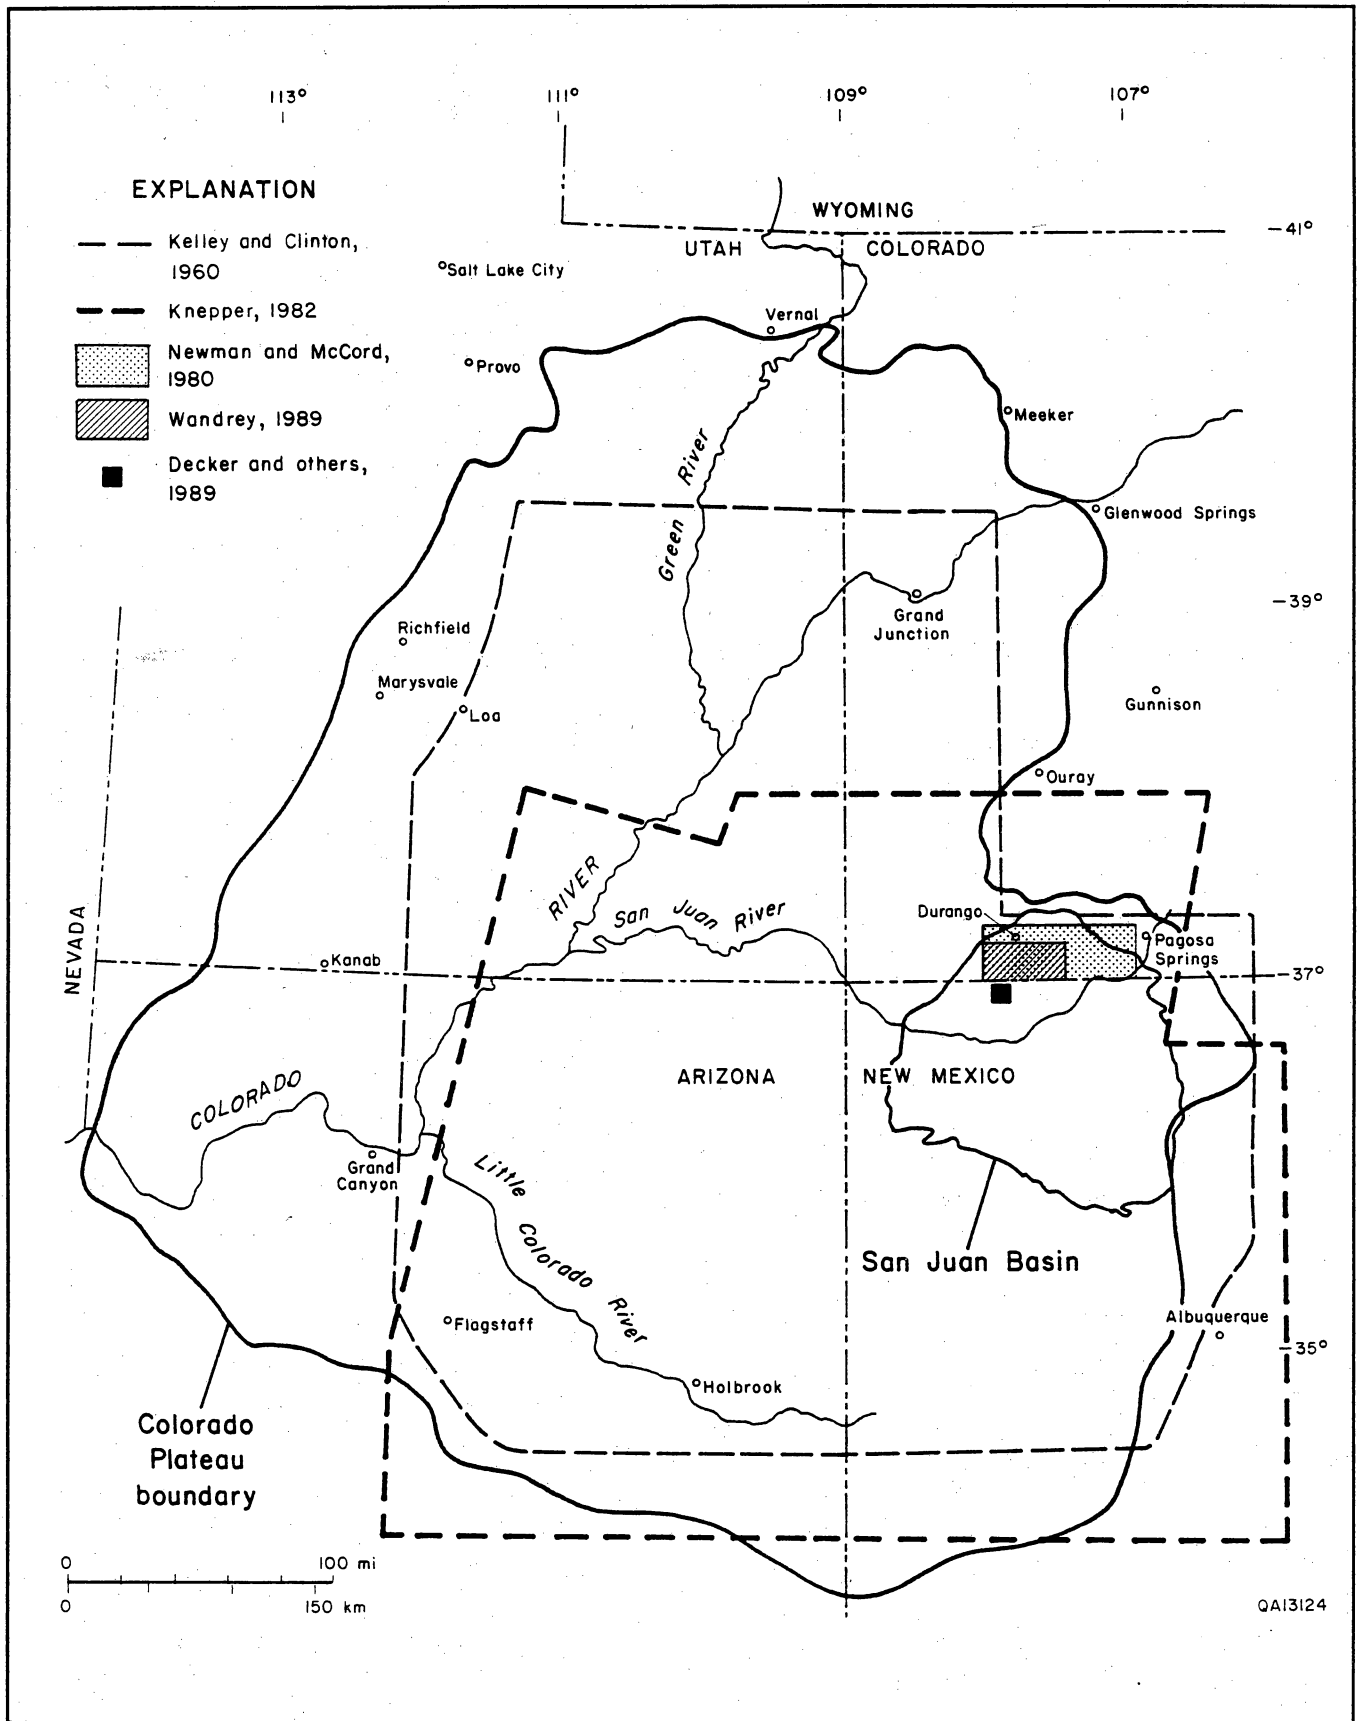 113°
111°
109°
107°
EXPLANATION
Kelley and Clinton,
1960
Knepper, 1982
Newman and McCord,
1980
Wandrey, 1989
Decker and others,
1989
WYOMING
UTAH
COLORADO
41°
Salt Lake City
Vernal
Provo
Meeker
Green River
Glenwood Springs
39°
Grand
Junction
Richfield
Marysvale
Loa
Gunnison
Ouray
RIVER
San Juan River
Durango
Pagosa
Springs
NEVADA
Kanab
37°
ARIZONA
NEW MEXICO
COLORADO
Grand
Canyon
Little Colorado River
San Juan Basin
Flagstaff
Albuquerque
35°
Holbrook
Colorado
Plateau
boundary
0
100 mi
0
150 km
QA13124